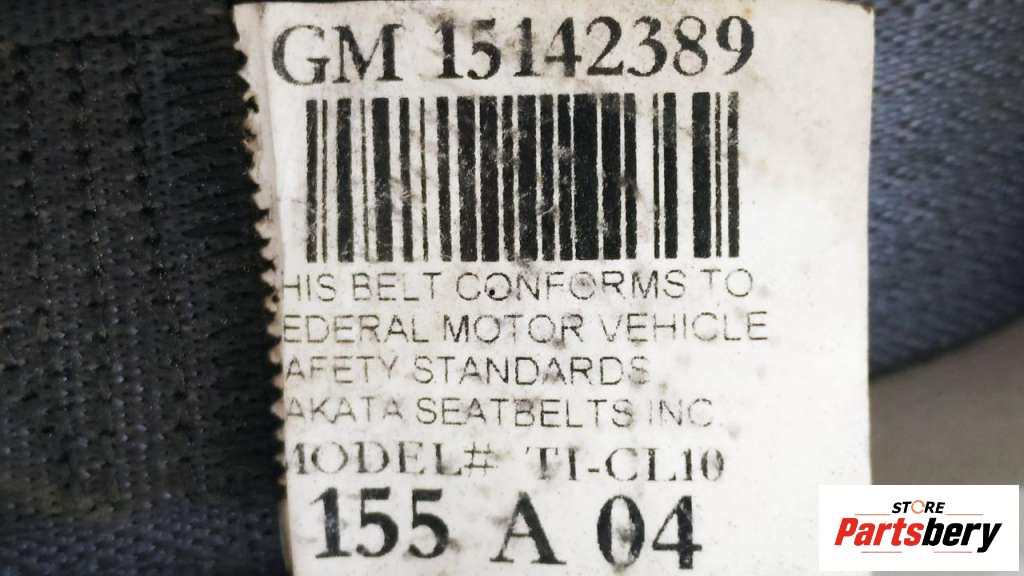 GM 15142389
HIS BELT CONFORMS TO
EDERAL MOTOR VEHICLE
AFETY STANDARDS
AKATA SEATBELTS INC.
MODEL# TI-CL10
155 A 04
STORE
Partsbery